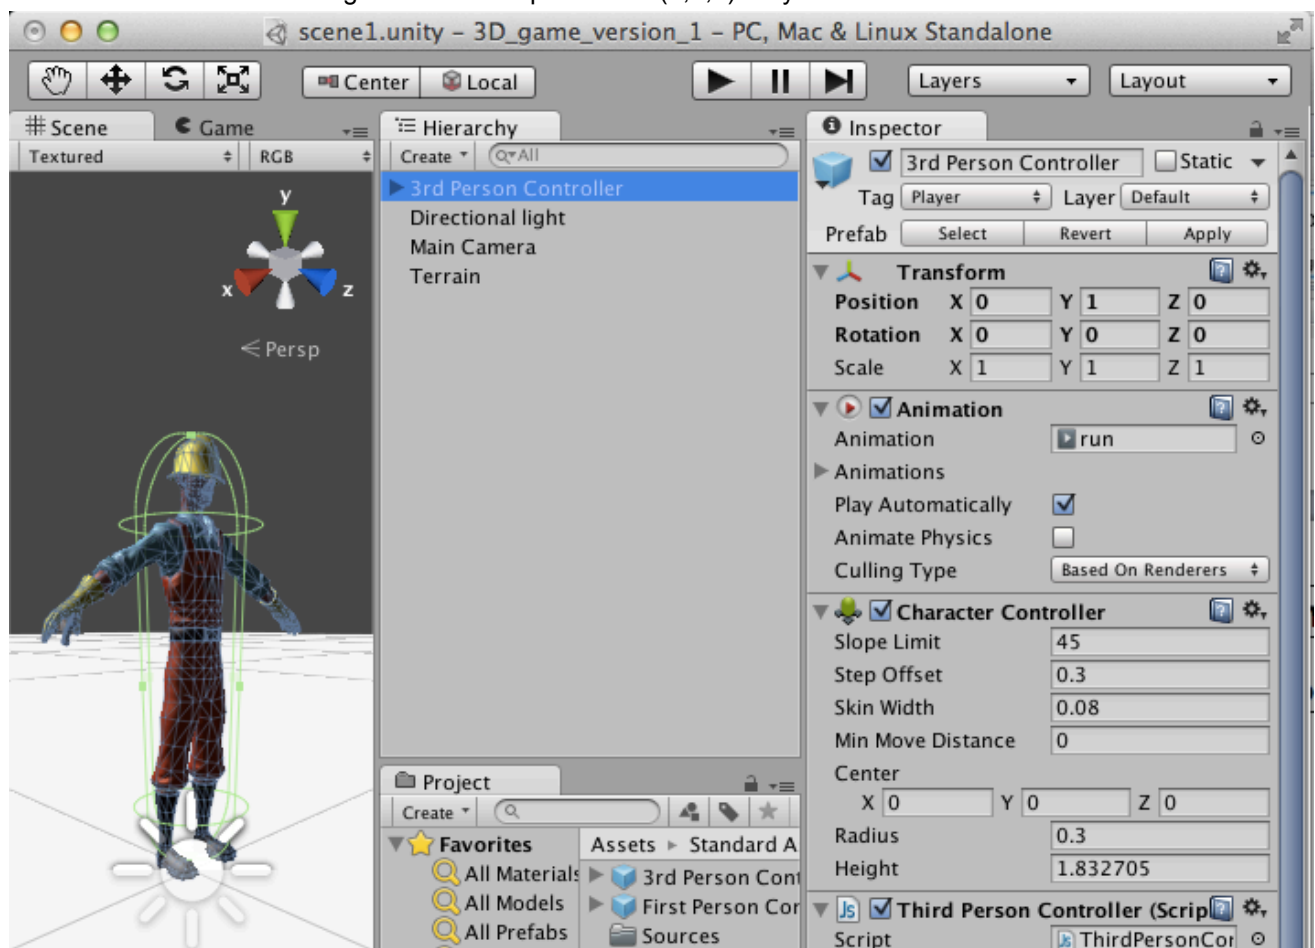 scene1.unity – 3D_game_version_1 – PC, Mac & Linux Standalone
Center Local Layers Layout
Scene Game
Textured RGB
y
x z
Persp
Hierarchy
Create All
3rd Person Controller
Directional light
Main Camera
Terrain
Project
Create
Favorites
All Materials
All Models
All Prefabs
Assets ▸ Standard A
3rd Person Cont
First Person Cor
Sources
Inspector
3rd Person Controller Static
Tag Player Layer Default
Prefab Select Revert Apply
Transform
Position X 0 Y 1 Z 0
Rotation X 0 Y 0 Z 0
Scale X 1 Y 1 Z 1
Animation
Animation run
Animations
Play Automatically
Animate Physics
Culling Type Based On Renderers
Character Controller
Slope Limit 45
Step Offset 0.3
Skin Width 0.08
Min Move Distance 0
Center
X 0 Y 0 Z 0
Radius 0.3
Height 1.832705
Js Third Person Controller (Scrip
Script ThirdPersonCor